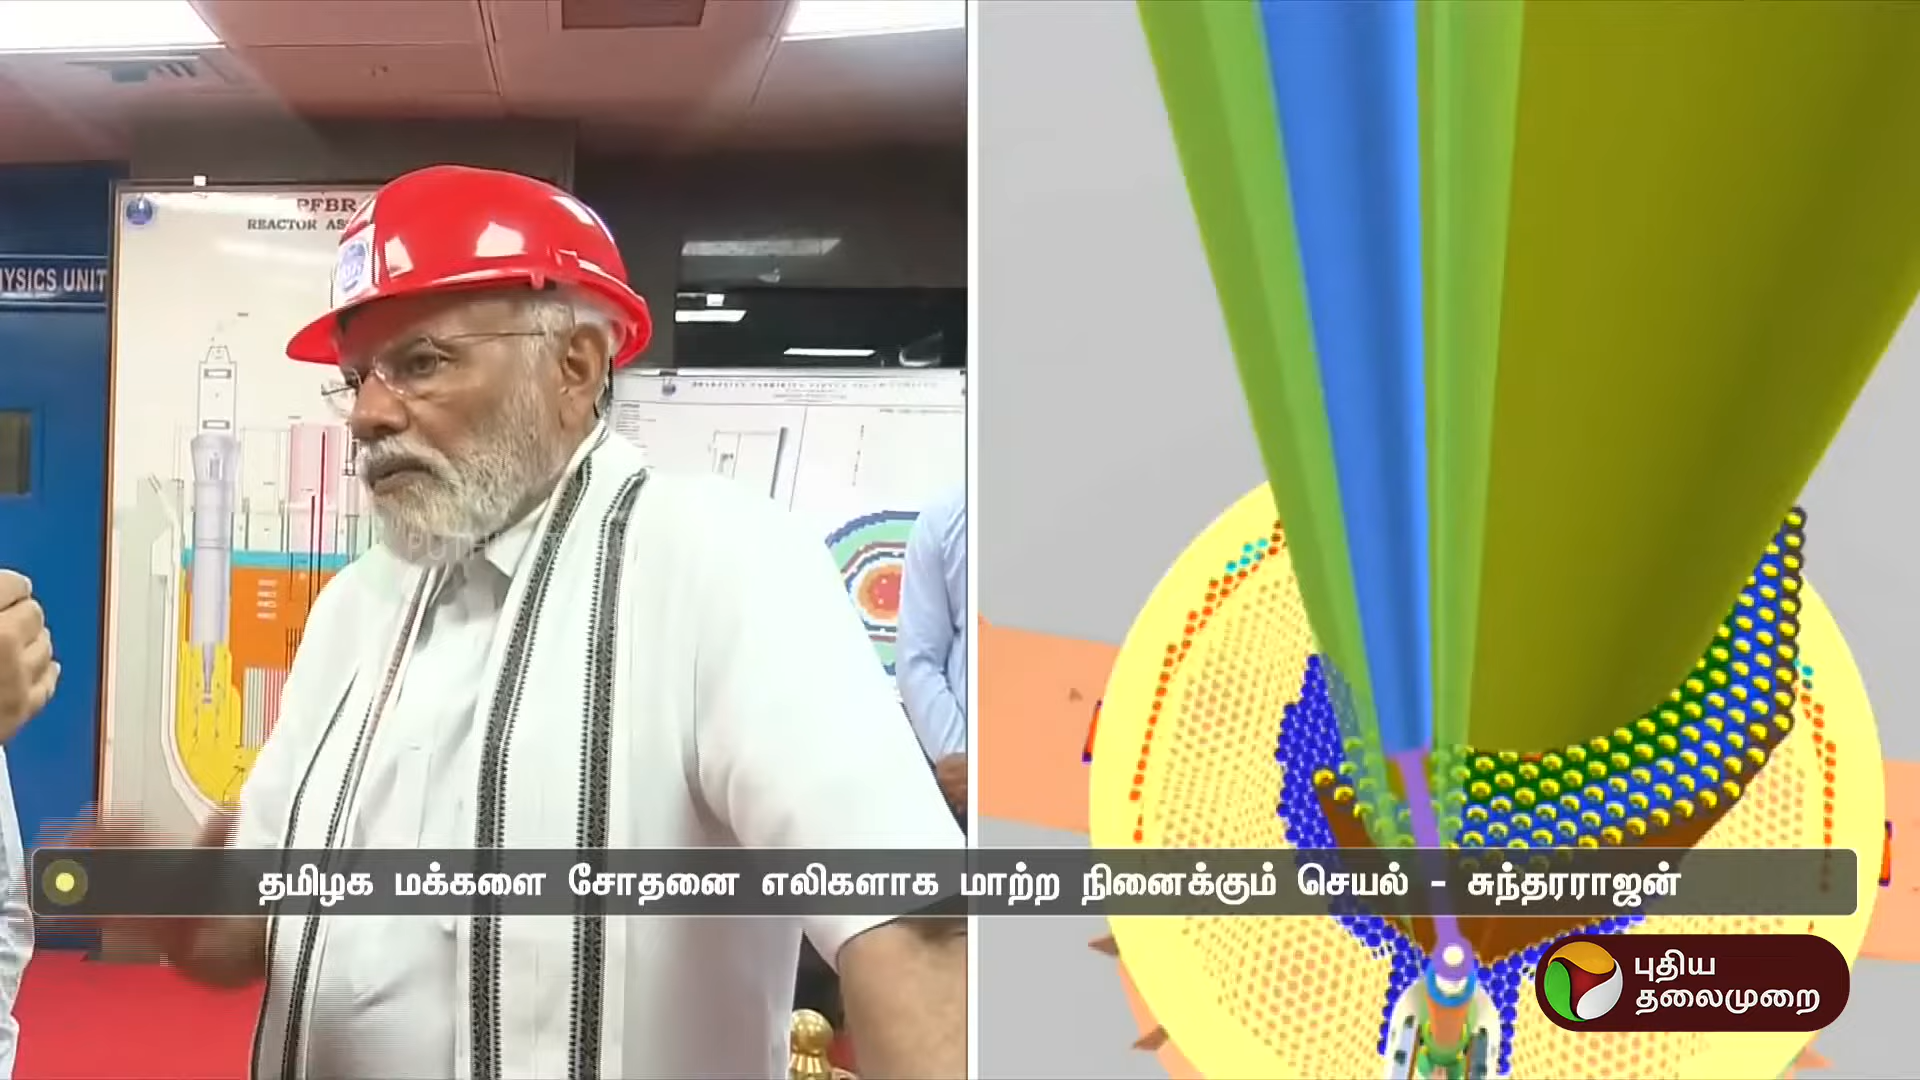 PFBR
REACTOR AS
YSICS UNIT
தமிழக மக்களை சோதனை எலிகளாக மாற்ற நினைக்கும் செயல் - சுந்தரராஜன்
புதிய
தலைமுறை